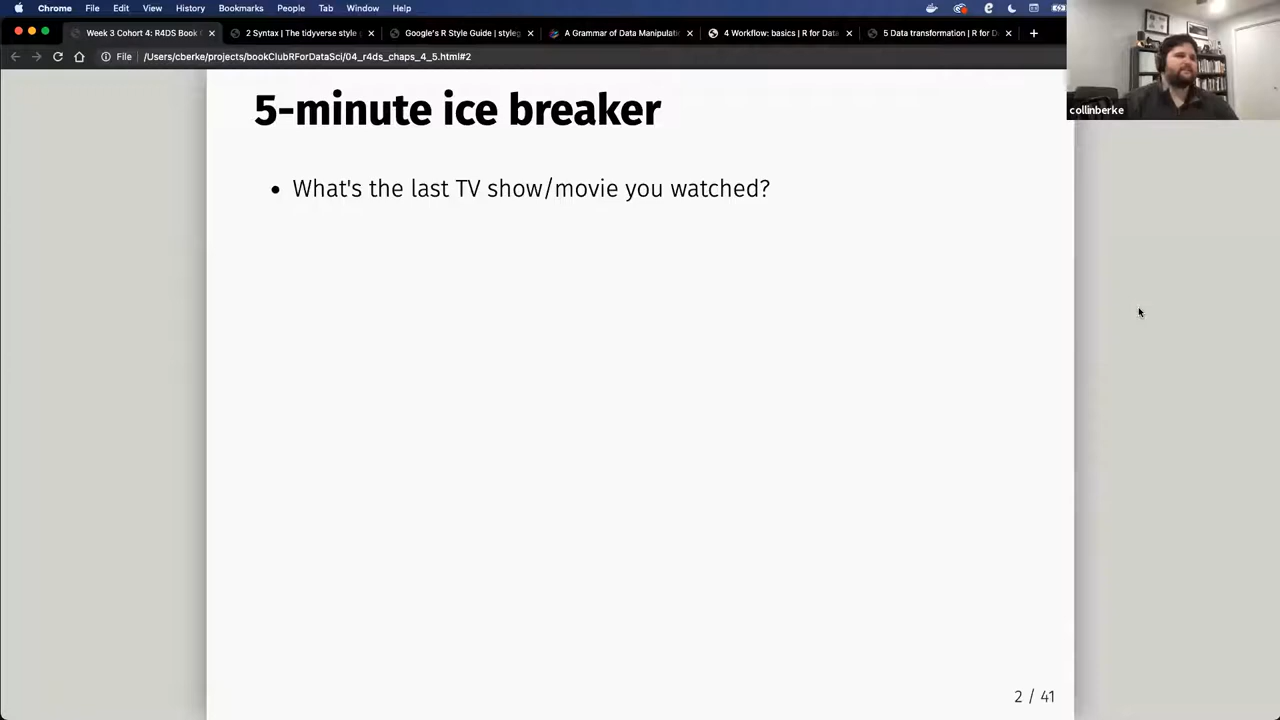 Chrome File Edit View History Bookmarks People Tab Window Help
Week 3 Cohort 4: R4DS Book
2 Syntax | The tidyverse style
Google's R Style Guide | styleg
A Grammar of Data Manipulati
4 Workflow: basics | R for Data
5 Data transformation | R for D
File /Users/cberke/projects/bookClubRForDataSci/04_r4ds_chaps_4_5.html#2
collinberke
5-minute ice breaker
• What's the last TV show/movie you watched?
2 / 41